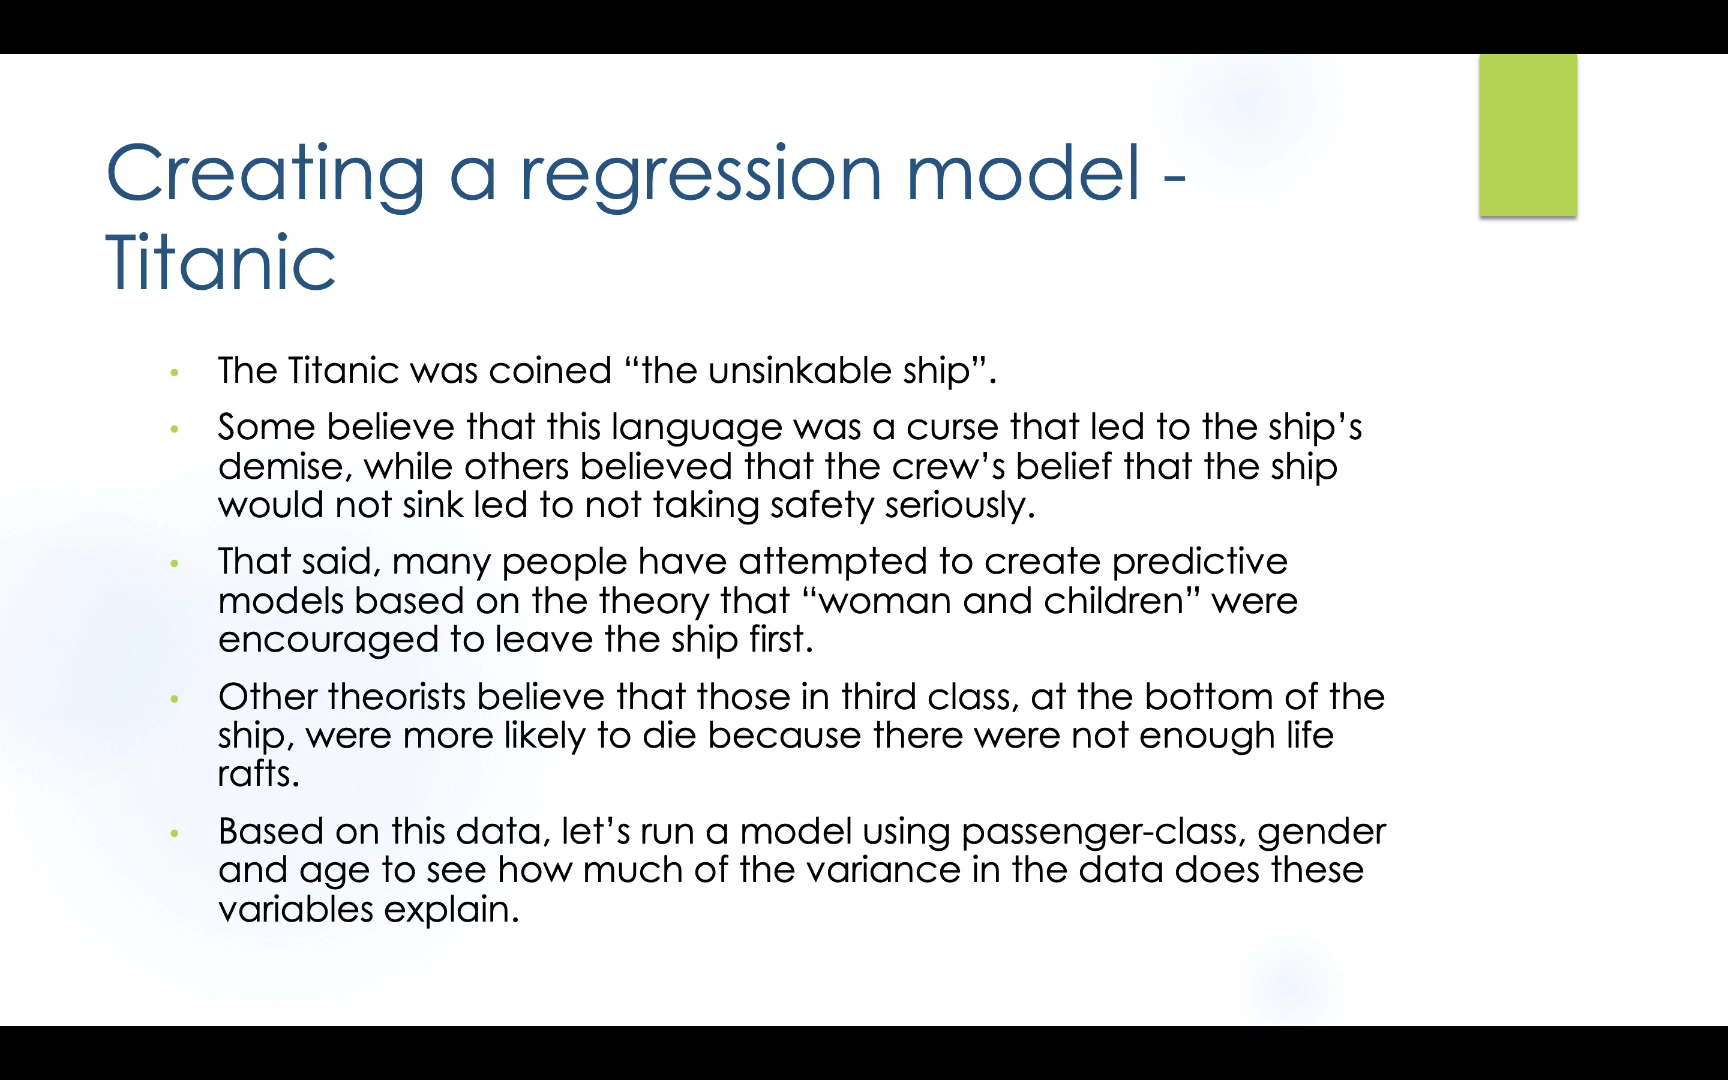 Creating a regression model -
Titanic
• The Titanic was coined “the unsinkable ship”.
• Some believe that this language was a curse that led to the ship’s
demise, while others believed that the crew’s belief that the ship
would not sink led to not taking safety seriously.
• That said, many people have attempted to create predictive
models based on the theory that “woman and children” were
encouraged to leave the ship first.
• Other theorists believe that those in third class, at the bottom of the
ship, were more likely to die because there were not enough life
rafts.
• Based on this data, let’s run a model using passenger-class, gender
and age to see how much of the variance in the data does these
variables explain.